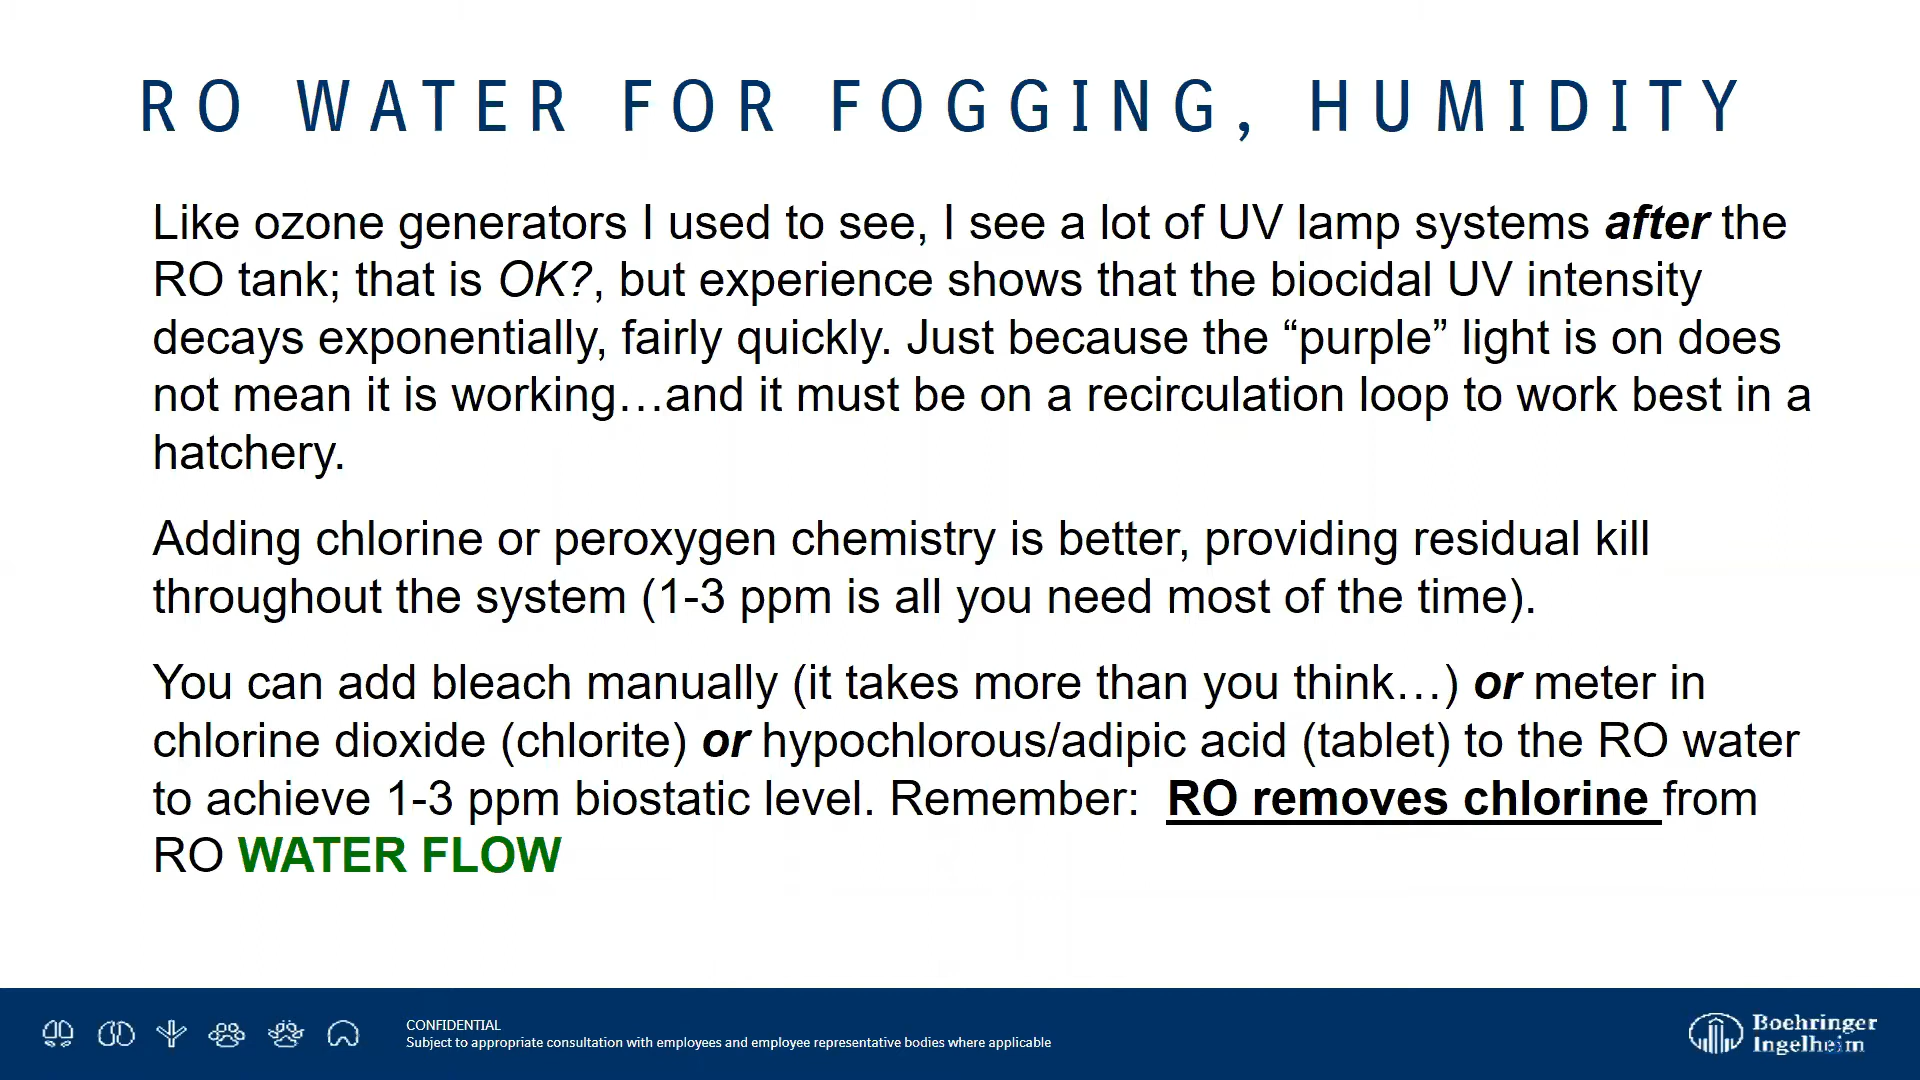 RO WATER FOR FOGGING, HUMIDITY
Like ozone generators I used to see, I see a lot of UV lamp systems after the
RO tank; that is OK?, but experience shows that the biocidal UV intensity
decays exponentially, fairly quickly. Just because the “purple” light is on does
not mean it is working…and it must be on a recirculation loop to work best in a
hatchery.
Adding chlorine or peroxygen chemistry is better, providing residual kill
throughout the system (1-3 ppm is all you need most of the time).
You can add bleach manually (it takes more than you think…) or meter in
chlorine dioxide (chlorite) or hypochlorous/adipic acid (tablet) to the RO water
to achieve 1-3 ppm biostatic level. Remember:  RO removes chlorine from
RO WATER FLOW
CONFIDENTIAL
Subject to appropriate consultation with employees and employee representative bodies where applicable
Boehringer
Ingelheim